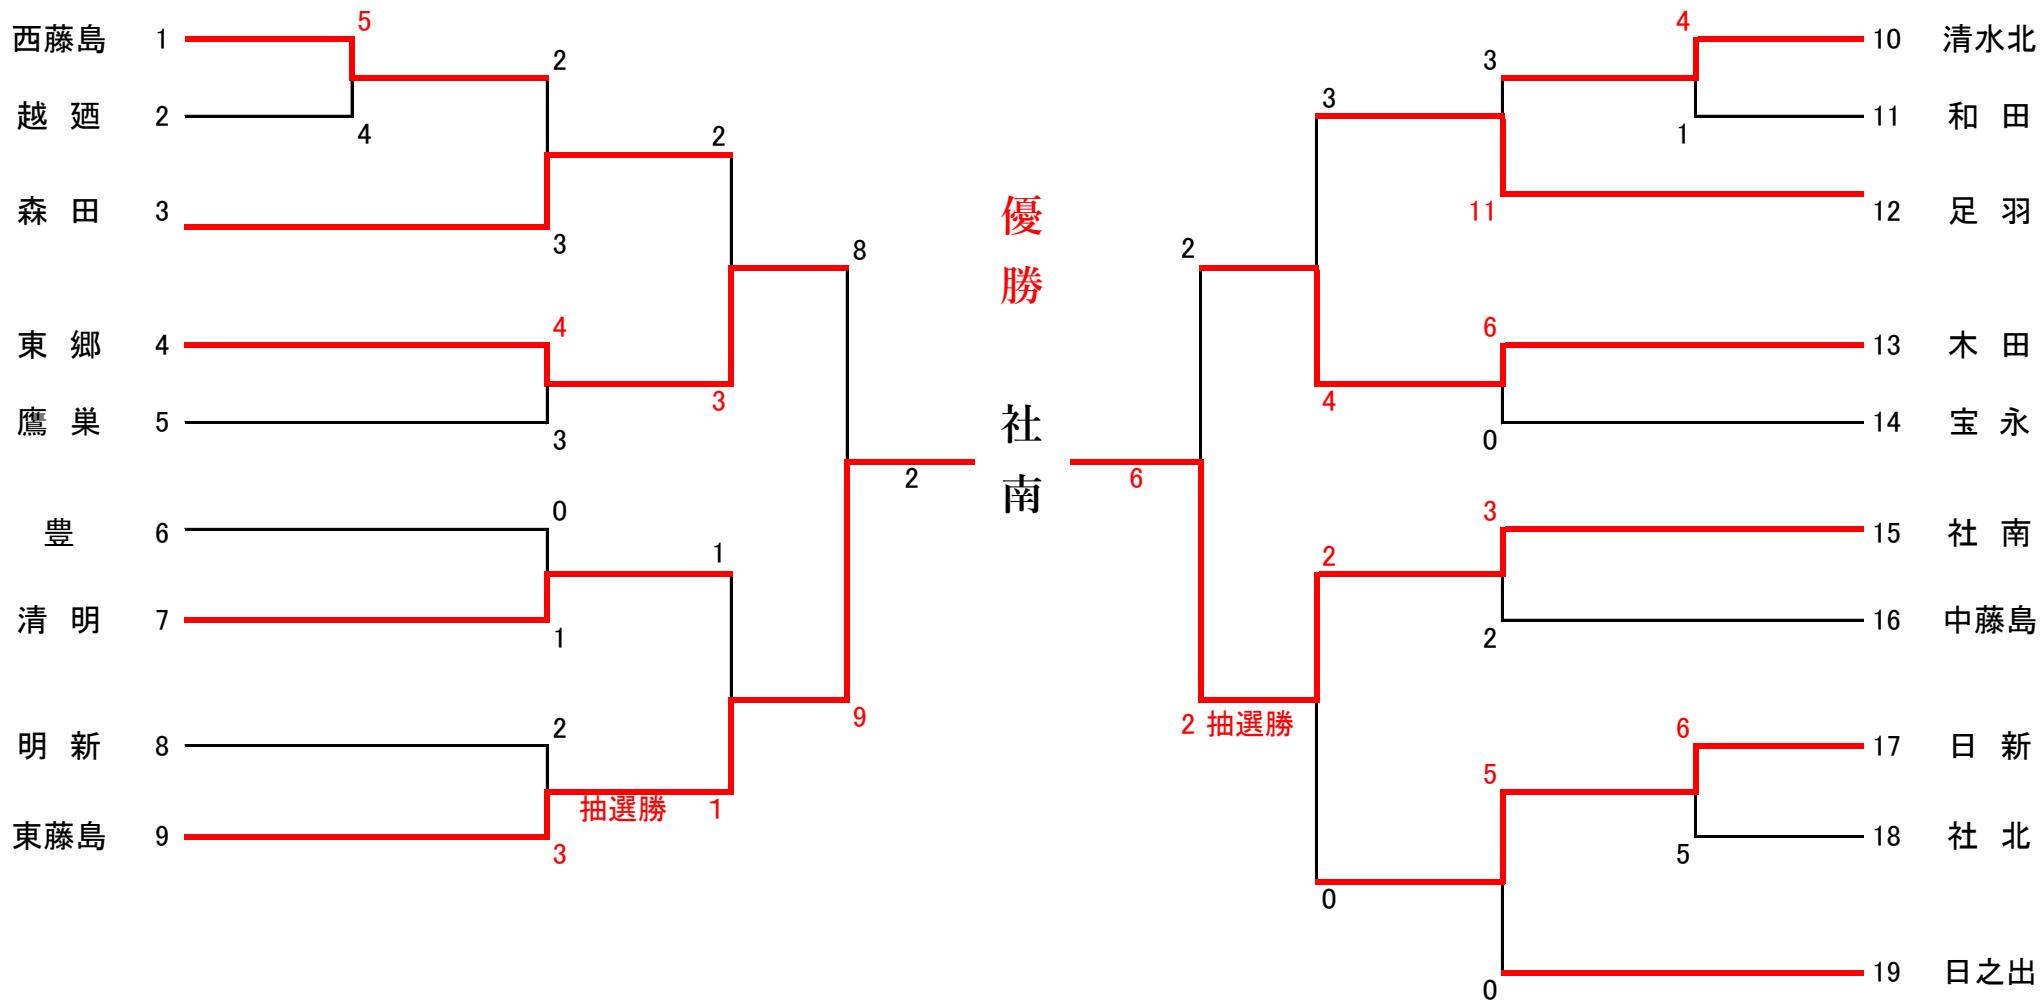 西藤島 1
越廼 2
森田 3
東郷 4
鷹巣 5
豊 6
清明 7
明新 8
東藤島 9
5
4
2
3
4
3
0
1
2
3
2
3
1
抽選勝 1
8
9
2
優勝
社南
6
2
2 抽選勝
3
4
2
0
3
11
6
0
3
2
5
0
4
1
6
5
10 清水北
11 和田
12 足羽
13 木田
14 宝永
15 社南
16 中藤島
17 日新
18 社北
19 日之出